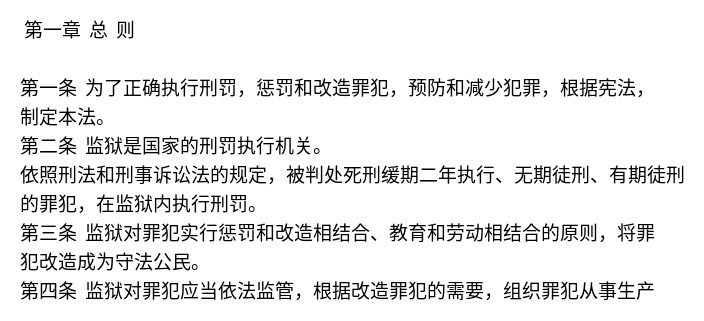 第一章 总 则
第一条 为了正确执行刑罚，惩罚和改造罪犯，预防和减少犯罪，根据宪法，
制定本法。
第二条 监狱是国家的刑罚执行机关。
依照刑法和刑事诉讼法的规定，被判处死刑缓期二年执行、无期徒刑、有期徒刑
的罪犯，在监狱内执行刑罚。
第三条 监狱对罪犯实行惩罚和改造相结合、教育和劳动相结合的原则，将罪
犯改造成为守法公民。
第四条 监狱对罪犯应当依法监管，根据改造罪犯的需要，组织罪犯从事生产